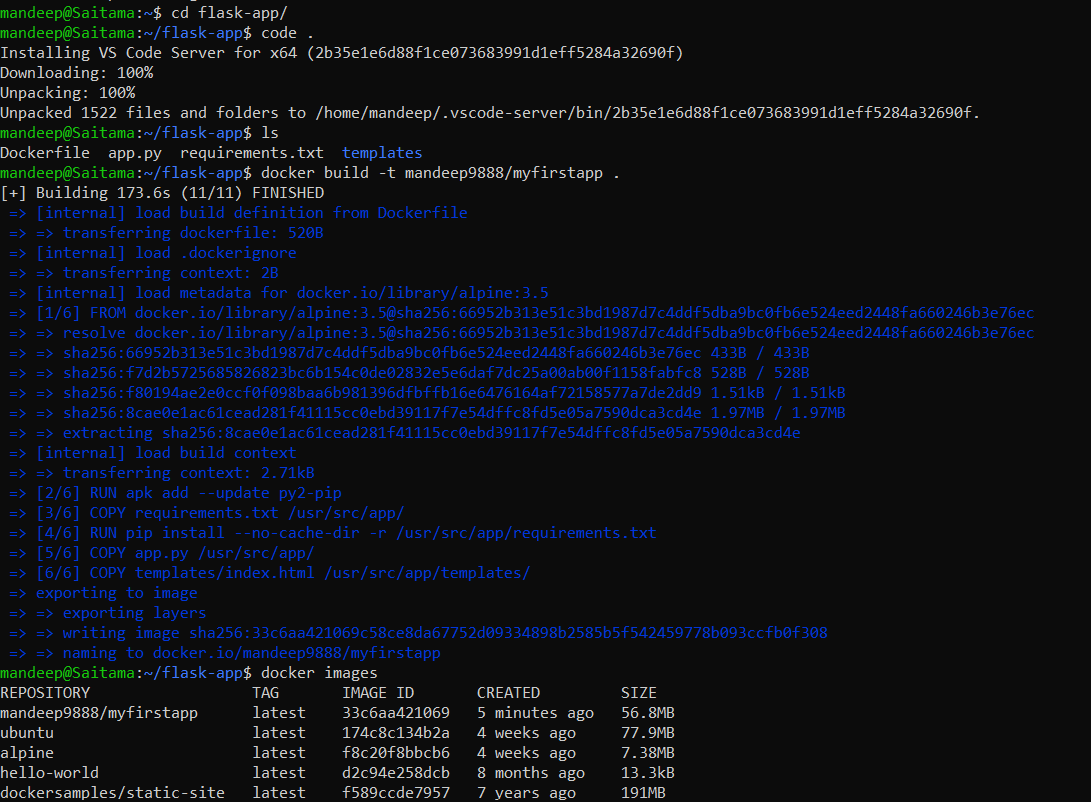 mandeep@Saitama:~$ cd flask-app/
mandeep@Saitama:~/flask-app$ code .
Installing VS Code Server for x64 (2b35e1e6d88f1ce073683991d1eff5284a32690f)
Downloading: 100%
Unpacking: 100%
Unpacked 1522 files and folders to /home/mandeep/.vscode-server/bin/2b35e1e6d88f1ce073683991d1eff5284a32690f.
mandeep@Saitama:~/flask-app$ ls
Dockerfile  app.py  requirements.txt  templates
mandeep@Saitama:~/flask-app$ docker build -t mandeep9888/myfirstapp .
[+] Building 173.6s (11/11) FINISHED
 => [internal] load build definition from Dockerfile
 => => transferring dockerfile: 520B
 => [internal] load .dockerignore
 => => transferring context: 2B
 => [internal] load metadata for docker.io/library/alpine:3.5
 => [1/6] FROM docker.io/library/alpine:3.5@sha256:66952b313e51c3bd1987d7c4ddf5dba9bc0fb6e524eed2448fa660246b3e76ec
 => => resolve docker.io/library/alpine:3.5@sha256:66952b313e51c3bd1987d7c4ddf5dba9bc0fb6e524eed2448fa660246b3e76ec
 => => sha256:66952b313e51c3bd1987d7c4ddf5dba9bc0fb6e524eed2448fa660246b3e76ec 433B / 433B
 => => sha256:f7d2b5725685826823bc6b154c0de02832e5e6daf7dc25a00ab00f1158fabfc8 528B / 528B
 => => sha256:f80194ae2e0ccf0f098baa6b981396dfbffb16e6476164af72158577a7de2dd9 1.51kB / 1.51kB
 => => sha256:8cae0e1ac61cead281f41115cc0ebd39117f7e54dffc8fd5e05a7590dca3cd4e 1.97MB / 1.97MB
 => => extracting sha256:8cae0e1ac61cead281f41115cc0ebd39117f7e54dffc8fd5e05a7590dca3cd4e
 => [internal] load build context
 => => transferring context: 2.71kB
 => [2/6] RUN apk add --update py2-pip
 => [3/6] COPY requirements.txt /usr/src/app/
 => [4/6] RUN pip install --no-cache-dir -r /usr/src/app/requirements.txt
 => [5/6] COPY app.py /usr/src/app/
 => [6/6] COPY templates/index.html /usr/src/app/templates/
 => exporting to image
 => => exporting layers
 => => writing image sha256:33c6aa421069c58ce8da67752d09334898b2585b5f542459778b093ccfb0f308
 => => naming to docker.io/mandeep9888/myfirstapp
mandeep@Saitama:~/flask-app$ docker images
REPOSITORY                  TAG       IMAGE ID       CREATED         SIZE
mandeep9888/myfirstapp      latest    33c6aa421069   5 minutes ago   56.8MB
ubuntu                      latest    174c8c134b2a   4 weeks ago     77.9MB
alpine                      latest    f8c20f8bbcb6   4 weeks ago     7.38MB
hello-world                 latest    d2c94e258dcb   8 months ago    13.3kB
dockersamples/static-site   latest    f589ccde7957   7 years ago     191MB